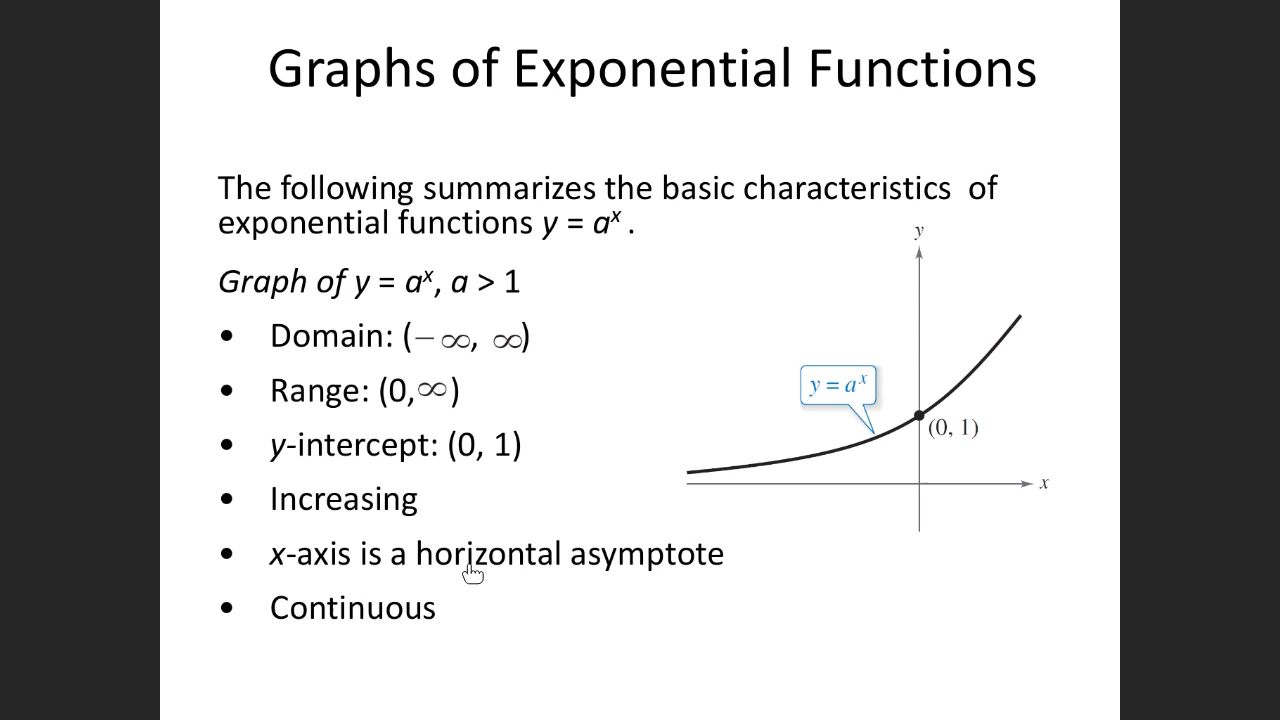 Graphs of Exponential Functions
The following summarizes the basic characteristics of
exponential functions y = aˣ .
Graph of y = aˣ, a > 1
• Domain: (− ∞, ∞)
• Range: (0,∞)
• y-intercept: (0, 1)
• Increasing
• x-axis is a horizontal asymptote
• Continuous
y
y = aˣ
(0, 1)
x